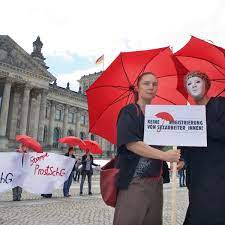 KEINE REGISTRIERUNG
VON SEXARBEITER_INNEN!
Stoppt
ProstSchG